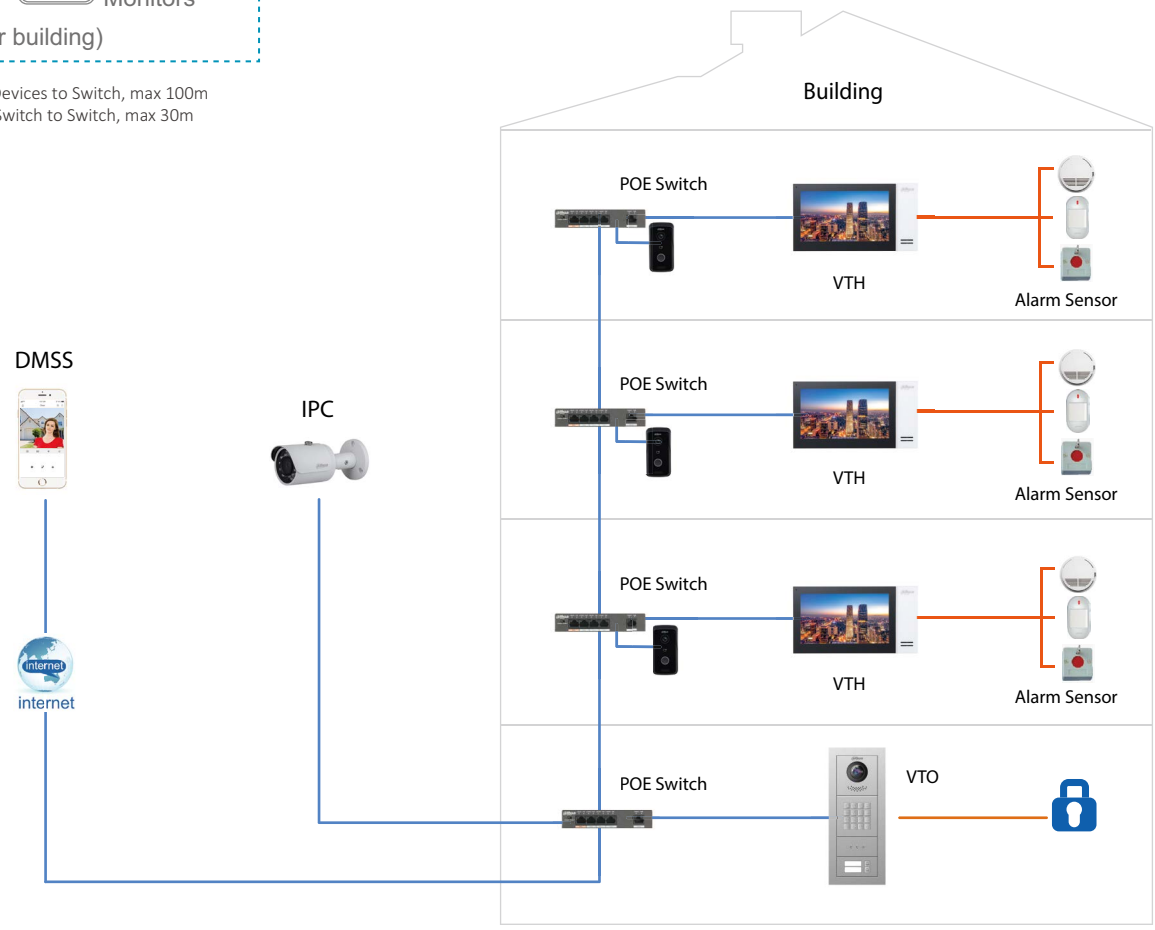 Monitors
r building)
Devices to Switch, max 100m
Switch to Switch, max 30m
Building
POE Switch
VTH
Alarm Sensor
DMSS
POE Switch
IPC
VTH
Alarm Sensor
POE Switch
internet
internet
VTH
Alarm Sensor
POE Switch
VTO